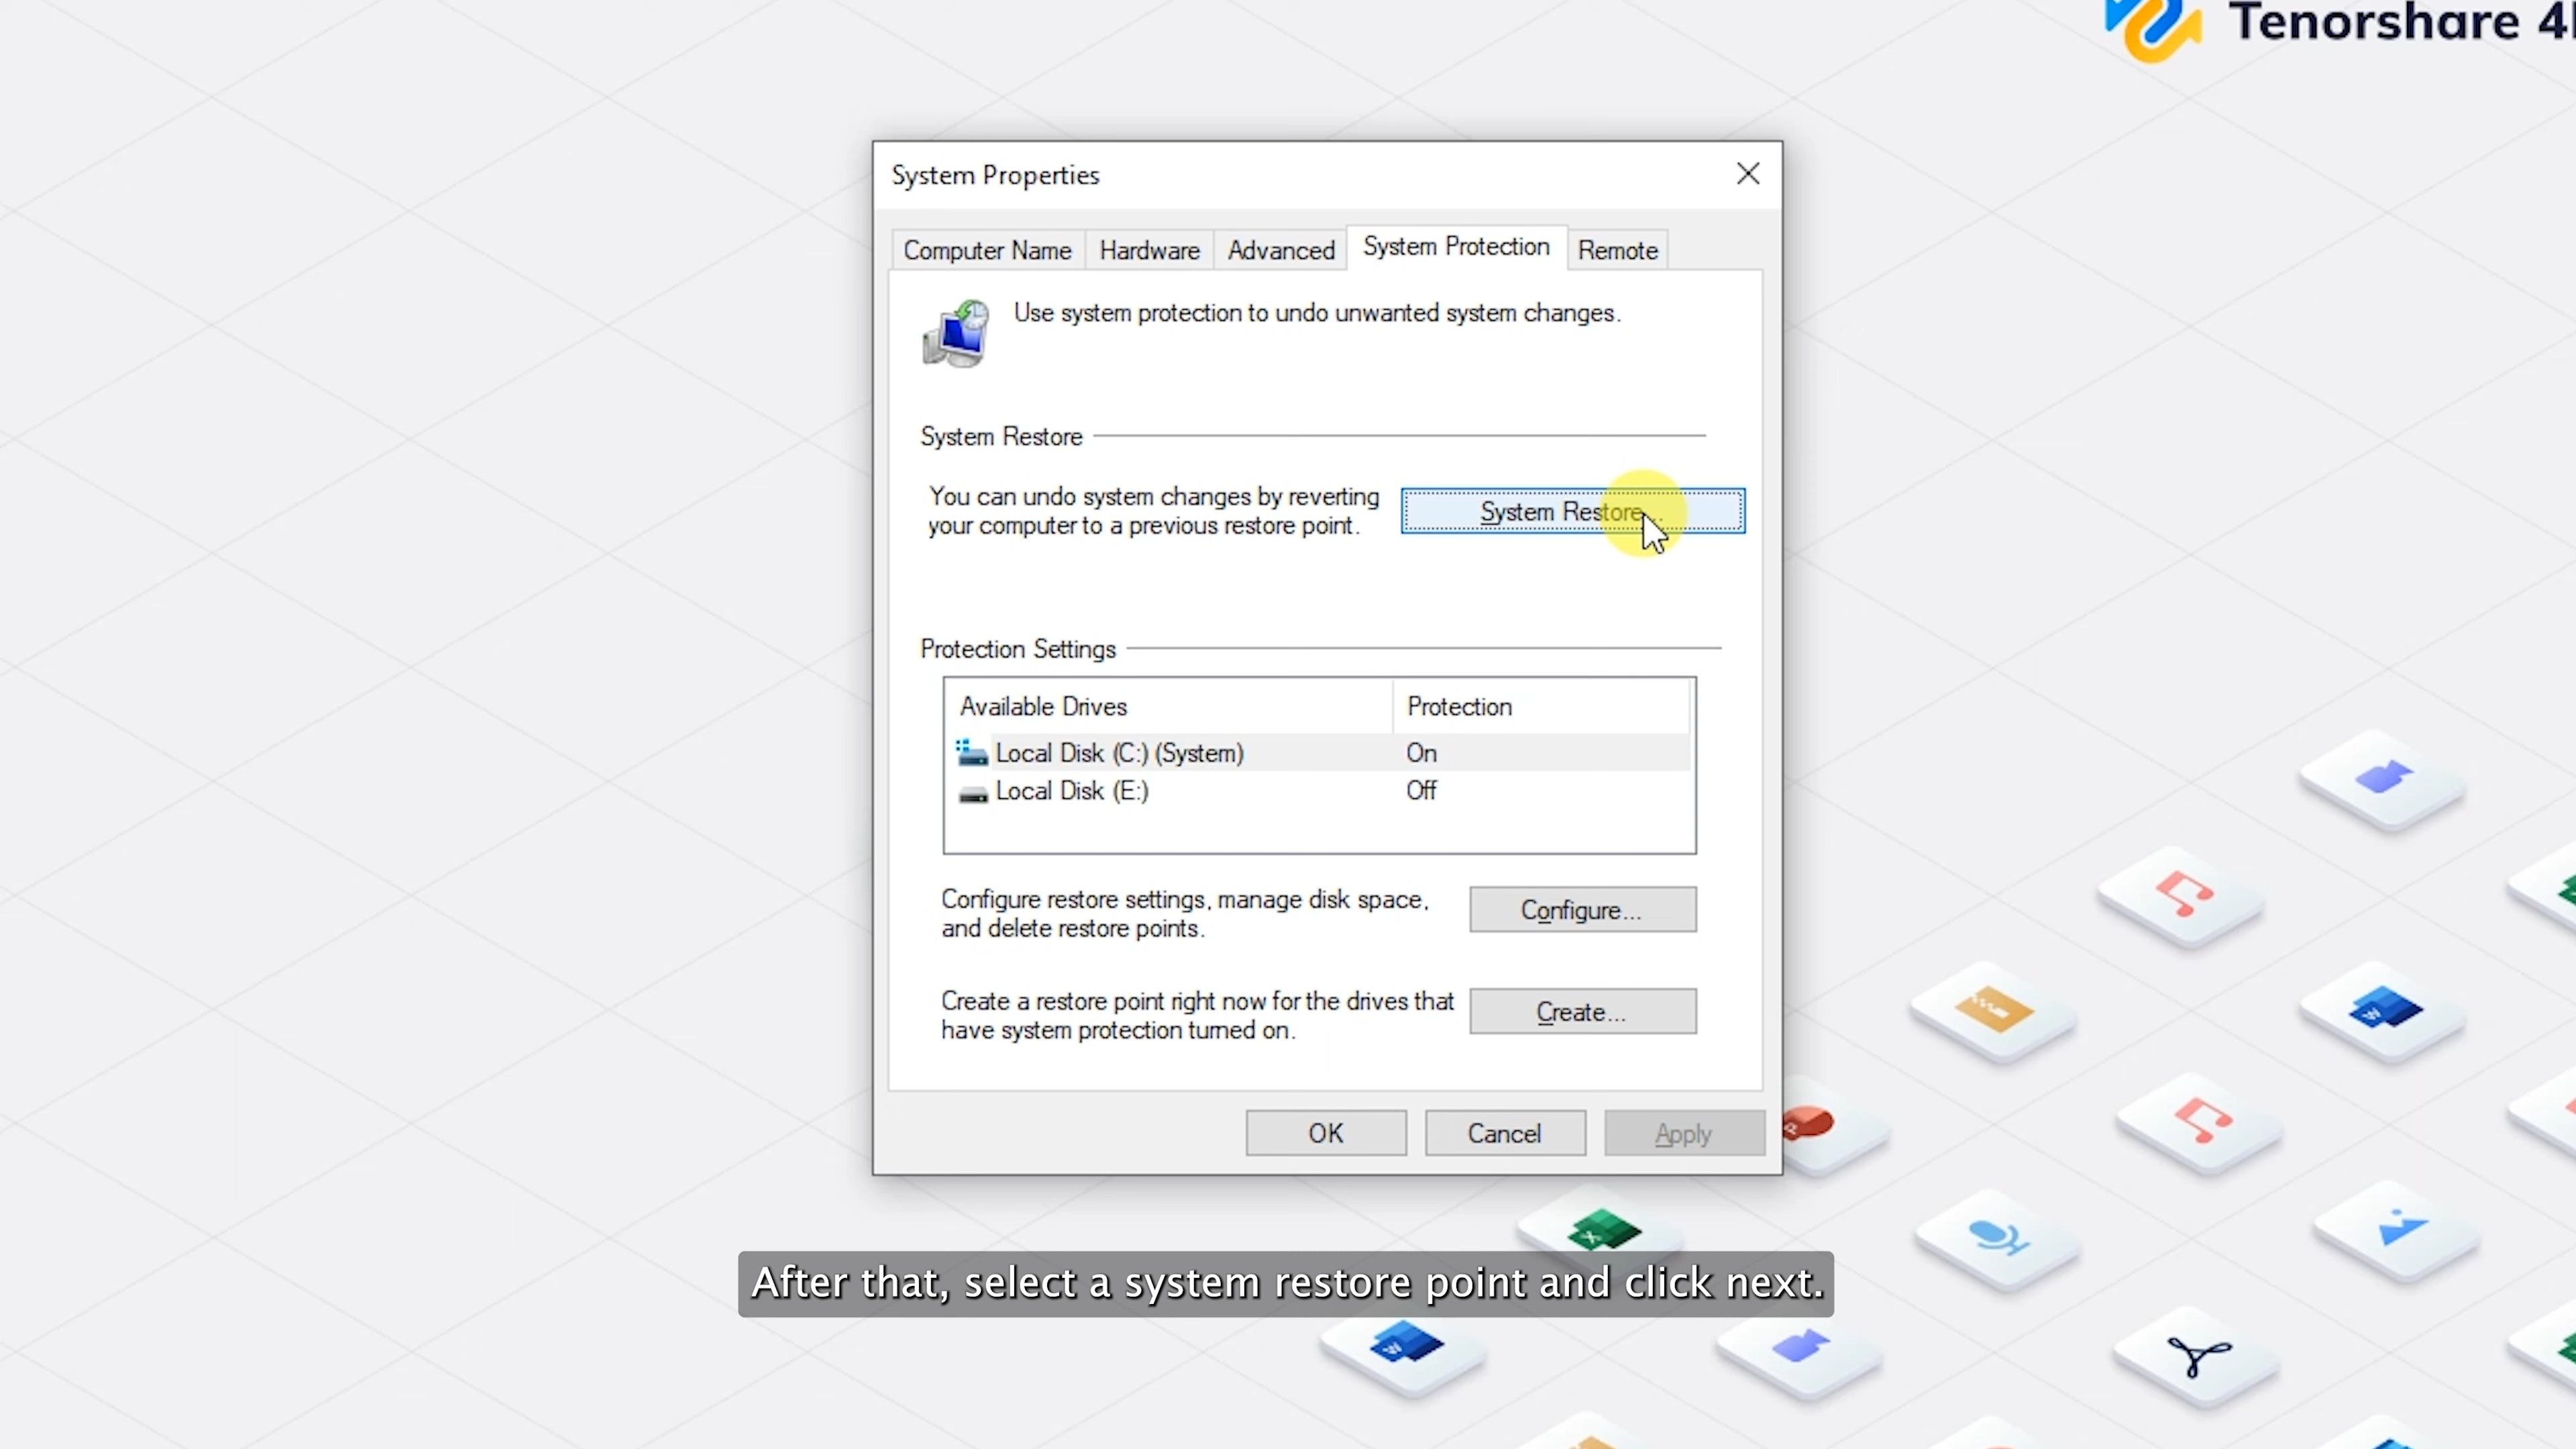 Tenorshare 4
System Properties
Computer Name
Hardware
Advanced
System Protection
Remote
Use system protection to undo unwanted system changes.
System Restore
You can undo system changes by reverting
your computer to a previous restore point.
System Restore...
Protection Settings
Available Drives
Protection
Local Disk (C:) (System)
On
Local Disk (E:)
Off
Configure restore settings, manage disk space,
and delete restore points.
Configure...
Create a restore point right now for the drives that
have system protection turned on.
Create...
OK
Cancel
Apply
After that, select a system restore point and click next.